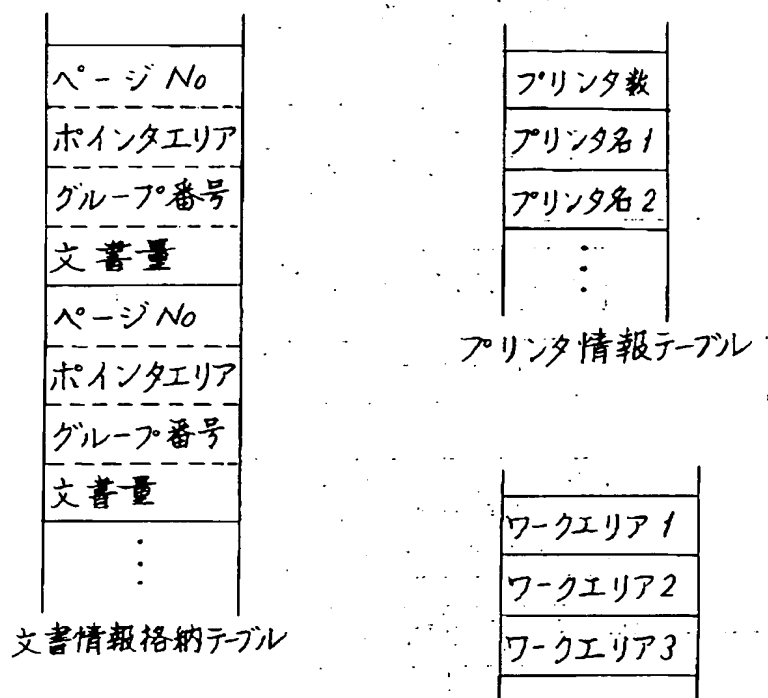 ページNo
ポインタエリア
グループ番号
文書量
ページNo
ポインタエリア
グループ番号
文書量
文書情報格納テーブル
プリンタ数
プリンタ名1
プリンタ名2
プリンタ情報テーブル
ワークエリア1
ワークエリア2
ワークエリア3